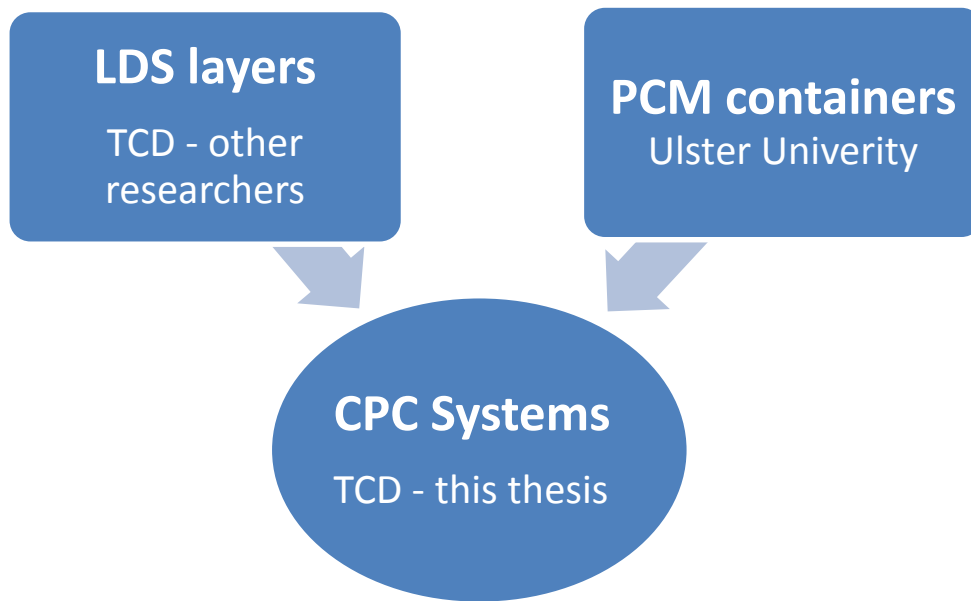 LDS layers
TCD - other
researchers
PCM containers
Ulster Univerity
CPC Systems
TCD - this thesis